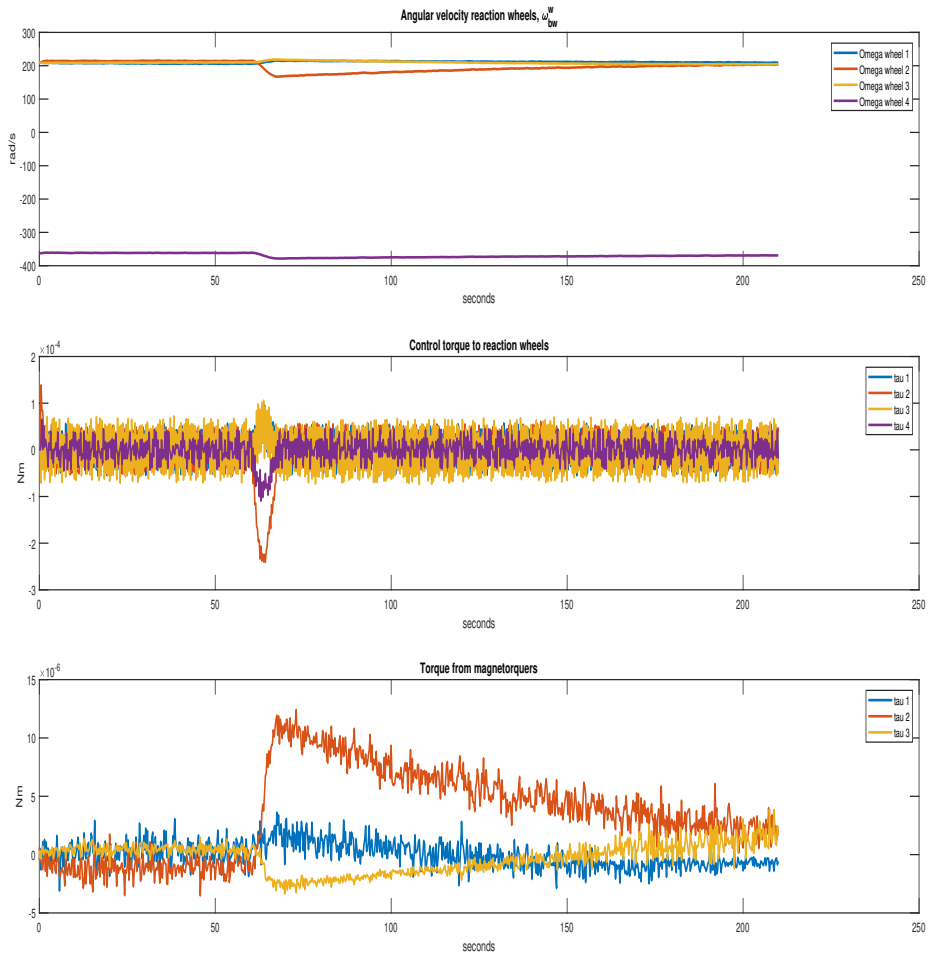 Angular velocity reaction wheels, ω_bw^w
300
200
100
0
-100
-200
-300
-400
rad/s
Omega wheel 1
Omega wheel 2
Omega wheel 3
Omega wheel 4
0 50 100 150 200 250
seconds
Control torque to reaction wheels
×10^-4
2
1
0
-1
-2
-3
Nm
tau 1
tau 2
tau 3
tau 4
0 50 100 150 200 250
seconds
Torque from magnetorquers
×10^-6
15
10
5
0
-5
Nm
tau 1
tau 2
tau 3
0 50 100 150 200 250
seconds